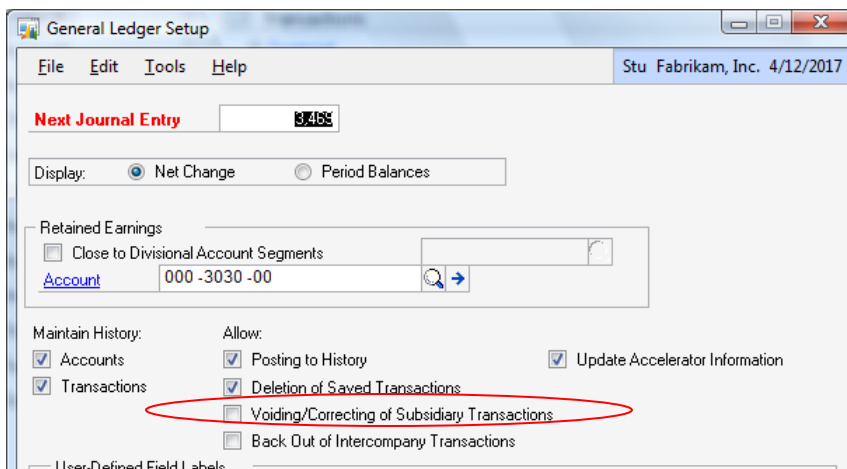 General Ledger Setup
File Edit Tools Help Stu Fabrikam, Inc. 4/12/2017
Next Journal Entry 3,469
Display: Net Change Period Balances
Retained Earnings
Close to Divisional Account Segments
Account 000 -3030 -00
Maintain History: Allow:
Accounts Posting to History Update Accelerator Information
Transactions Deletion of Saved Transactions
Voiding/Correcting of Subsidiary Transactions
Back Out of Intercompany Transactions
User-Defined Field Labels